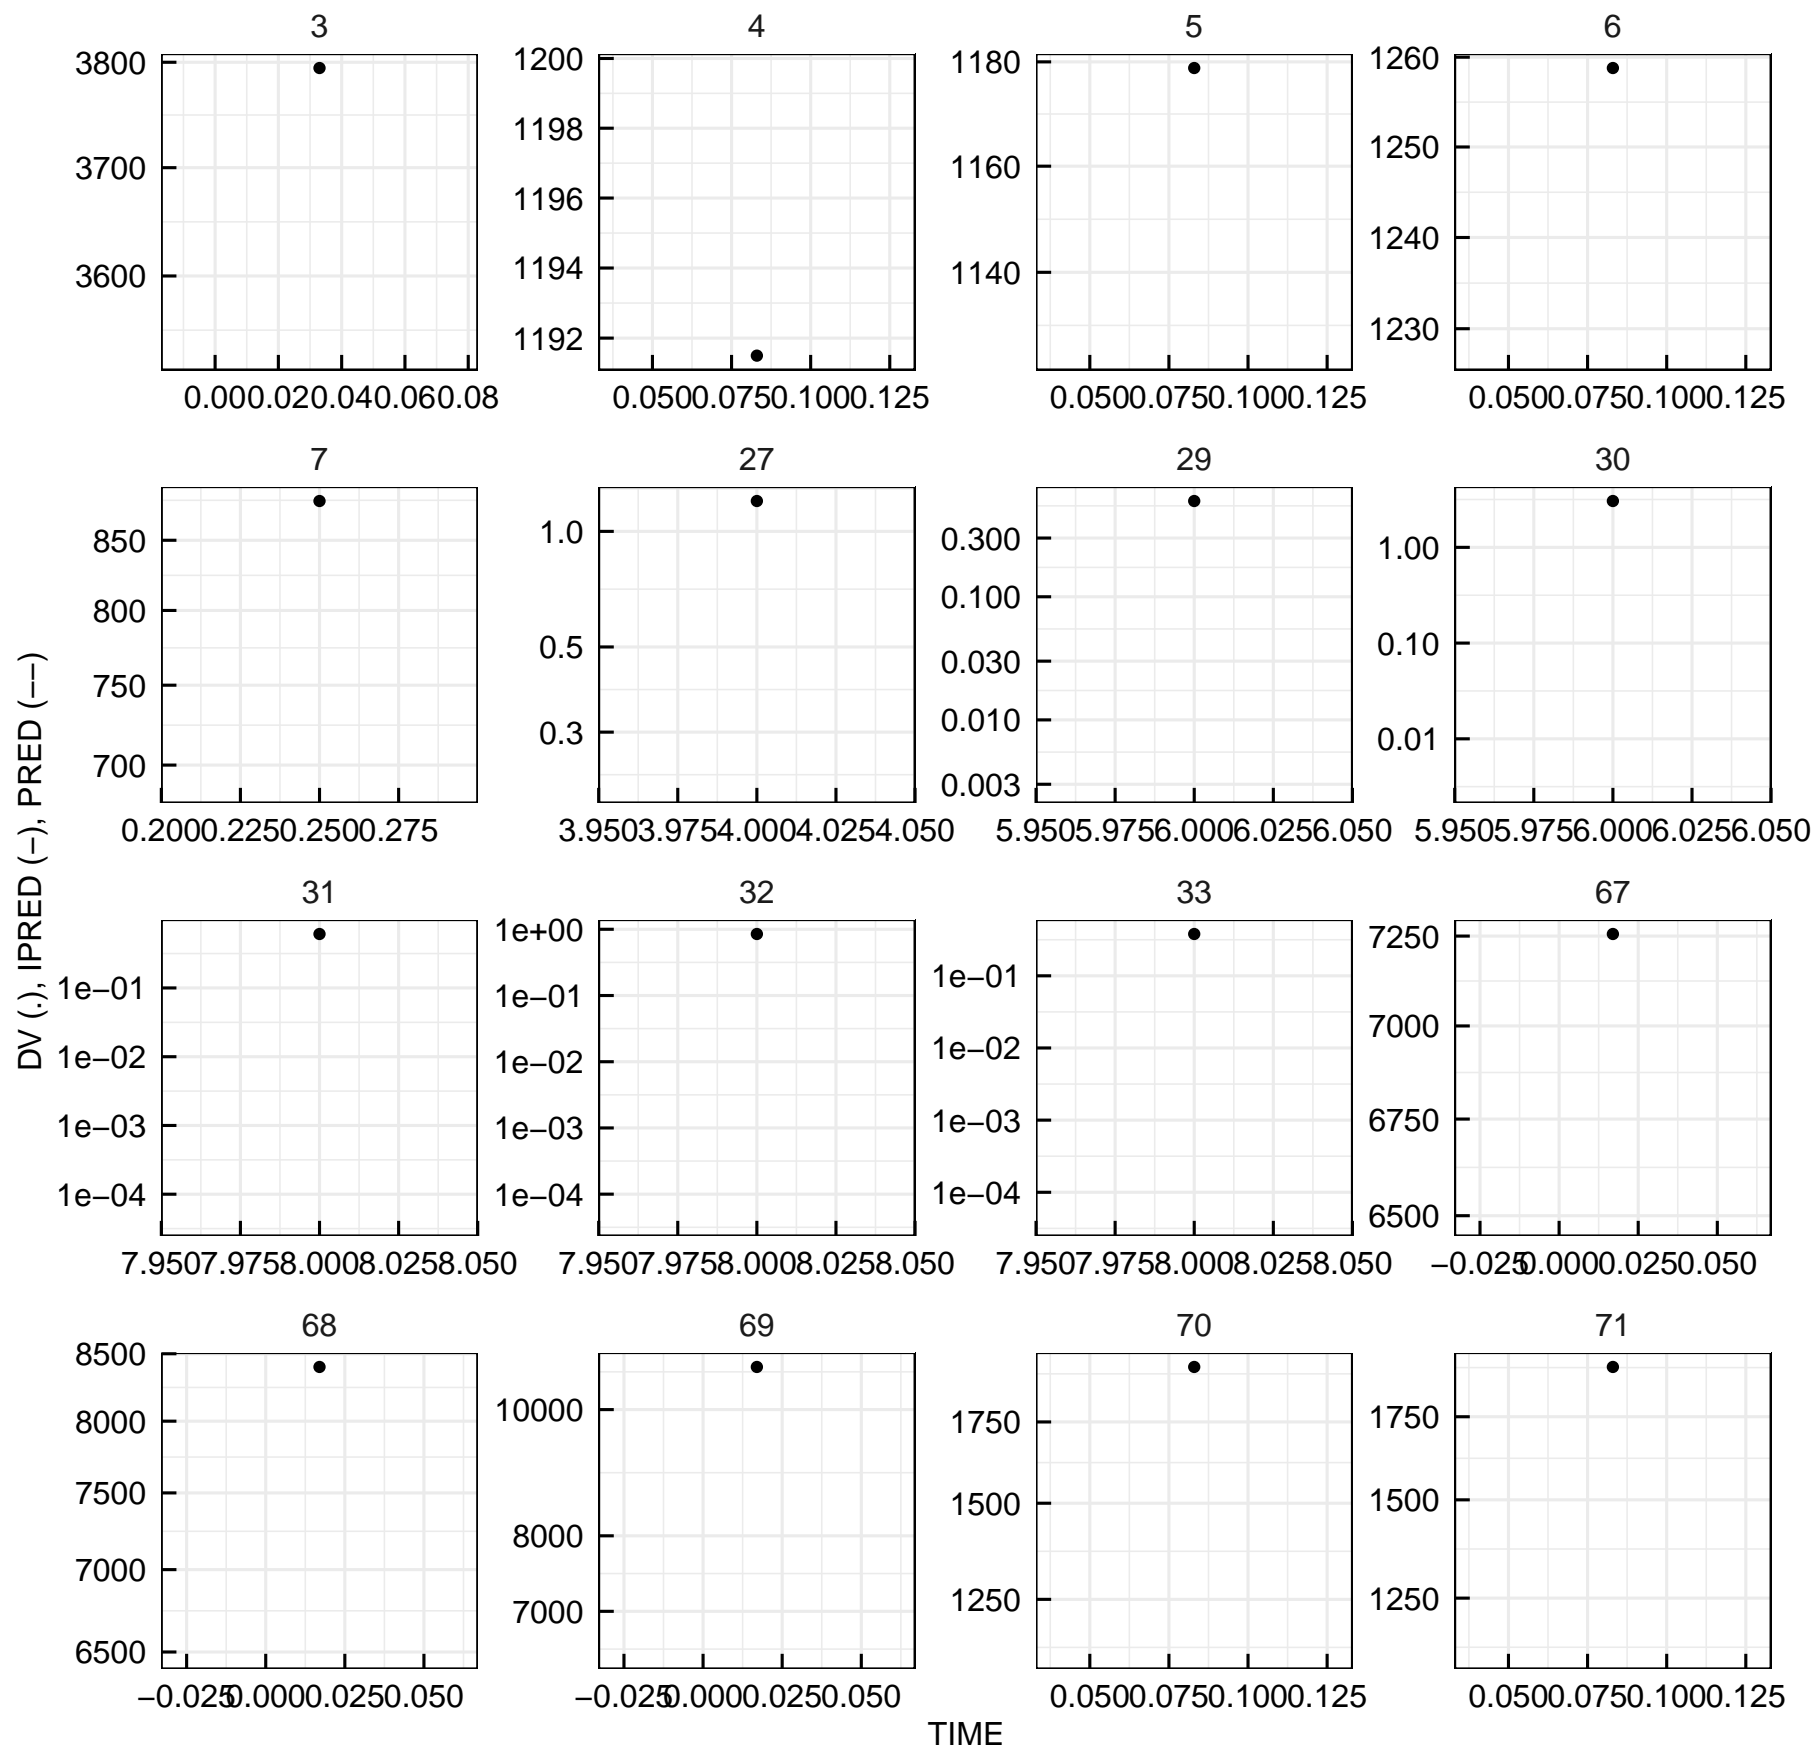 3 4 5 6
3800 1200 1180 1260
3700 1198 1160 1250
3600 1196 1140 1240
1194 1230
1192
0.000.020.040.060.08 0.0500.0750.1000.125 0.0500.0750.1000.125 0.0500.0750.1000.125
7 27 29 30
850 1.0 0.300 1.00
800 0.5 0.100 0.10
750 0.3 0.030 0.01
700 0.010
0.003
0.2000.2250.2500.275 3.9503.9754.0004.0254.050 5.9505.9756.0006.0256.050 5.9505.9756.0006.0256.050
DV (.), IPRED (−), PRED (−−)
31 32 33 67
1e−01 1e+00 1e−01 7250
1e−02 1e−01 1e−02 7000
1e−03 1e−02 1e−03 6750
1e−04 1e−03 1e−04 6500
1e−04
7.9507.9758.0008.0258.050 7.9507.9758.0008.0258.050 7.9507.9758.0008.0258.050 −0.0250.0000.0250.050
68 69 70 71
8500 10000 1750 1750
8000 8000 1500 1500
7500 7000 1250 1250
7000
6500
−0.0250.0000.0250.050 −0.0250.0000.0250.050 0.0500.0750.1000.125 0.0500.0750.1000.125
TIME